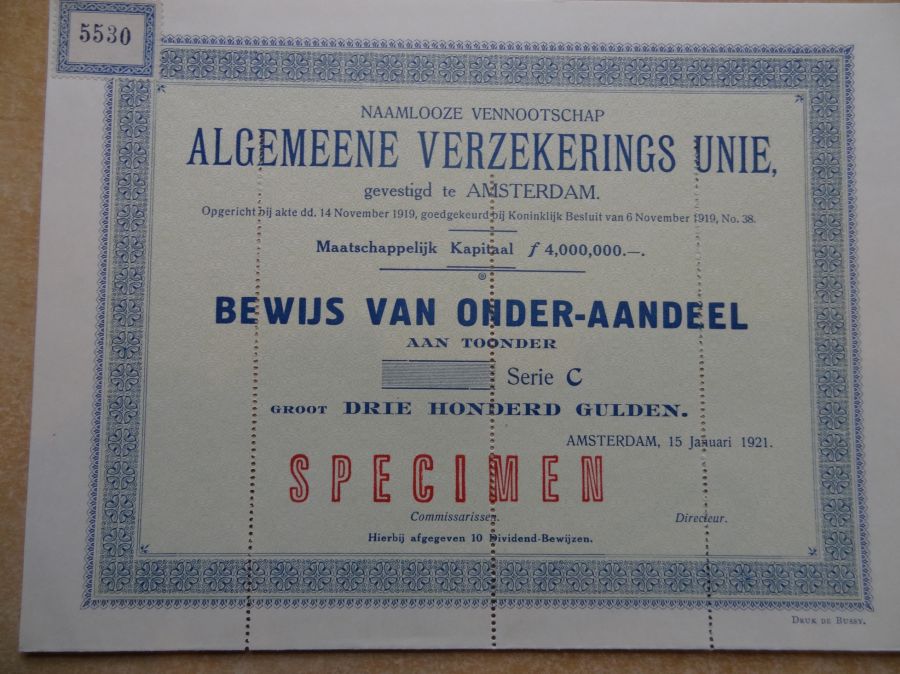 5530
NAAMLOOZE VENNOOTSCHAP
ALGEMEENE VERZEKERINGS UNIE,
gevestigd te AMSTERDAM.
Opgericht bij akte dd. 14 November 1919, goedgekeurd bij Koninklijk Besluit van 6 November 1919, No. 38.
Maatschappelijk Kapitaal ƒ 4,000,000.—.
BEWIJS VAN ONDER-AANDEEL
AAN TOONDER
Serie C
GROOT DRIE HONDERD GULDEN.
AMSTERDAM, 15 Januari 1921.
SPECIMEN
Commissarissen. Directeur.
Hierbij afgegeven 10 Dividend-Bewijzen.
DRUK DE BUSSY.